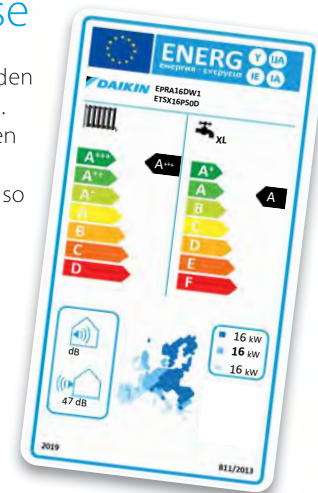 se
den
.
en
so
ENERG Y IJA
енергия · ενεργεια IE IA
DAIKIN EPRA16DW1
ETSX16P50D
XL
A+++
A++
A+
A
B
C
D
A+++
A+
A
B
C
D
E
F
A
dB
47 dB
16 kW
16 kW
16 kW
2019
811/2013